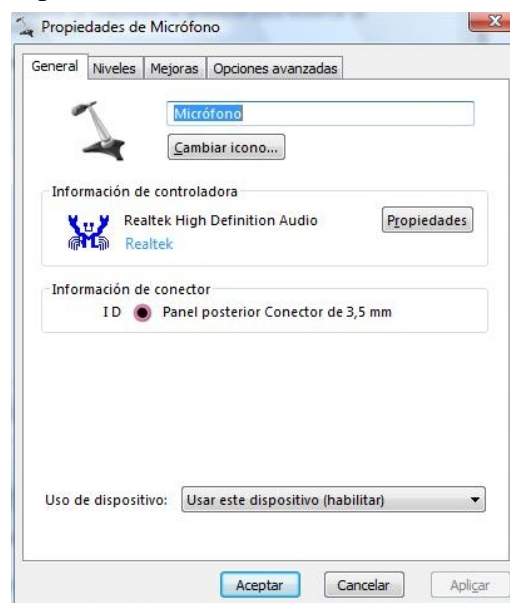 Propiedades de Micrófono
General Niveles Mejoras Opciones avanzadas
Micrófono
Cambiar icono...
Información de controladora
Realtek High Definition Audio Propiedades
Realtek
Información de conector
ID Panel posterior Conector de 3,5 mm
Uso de dispositivo: Usar este dispositivo (habilitar)
Aceptar Cancelar Aplicar